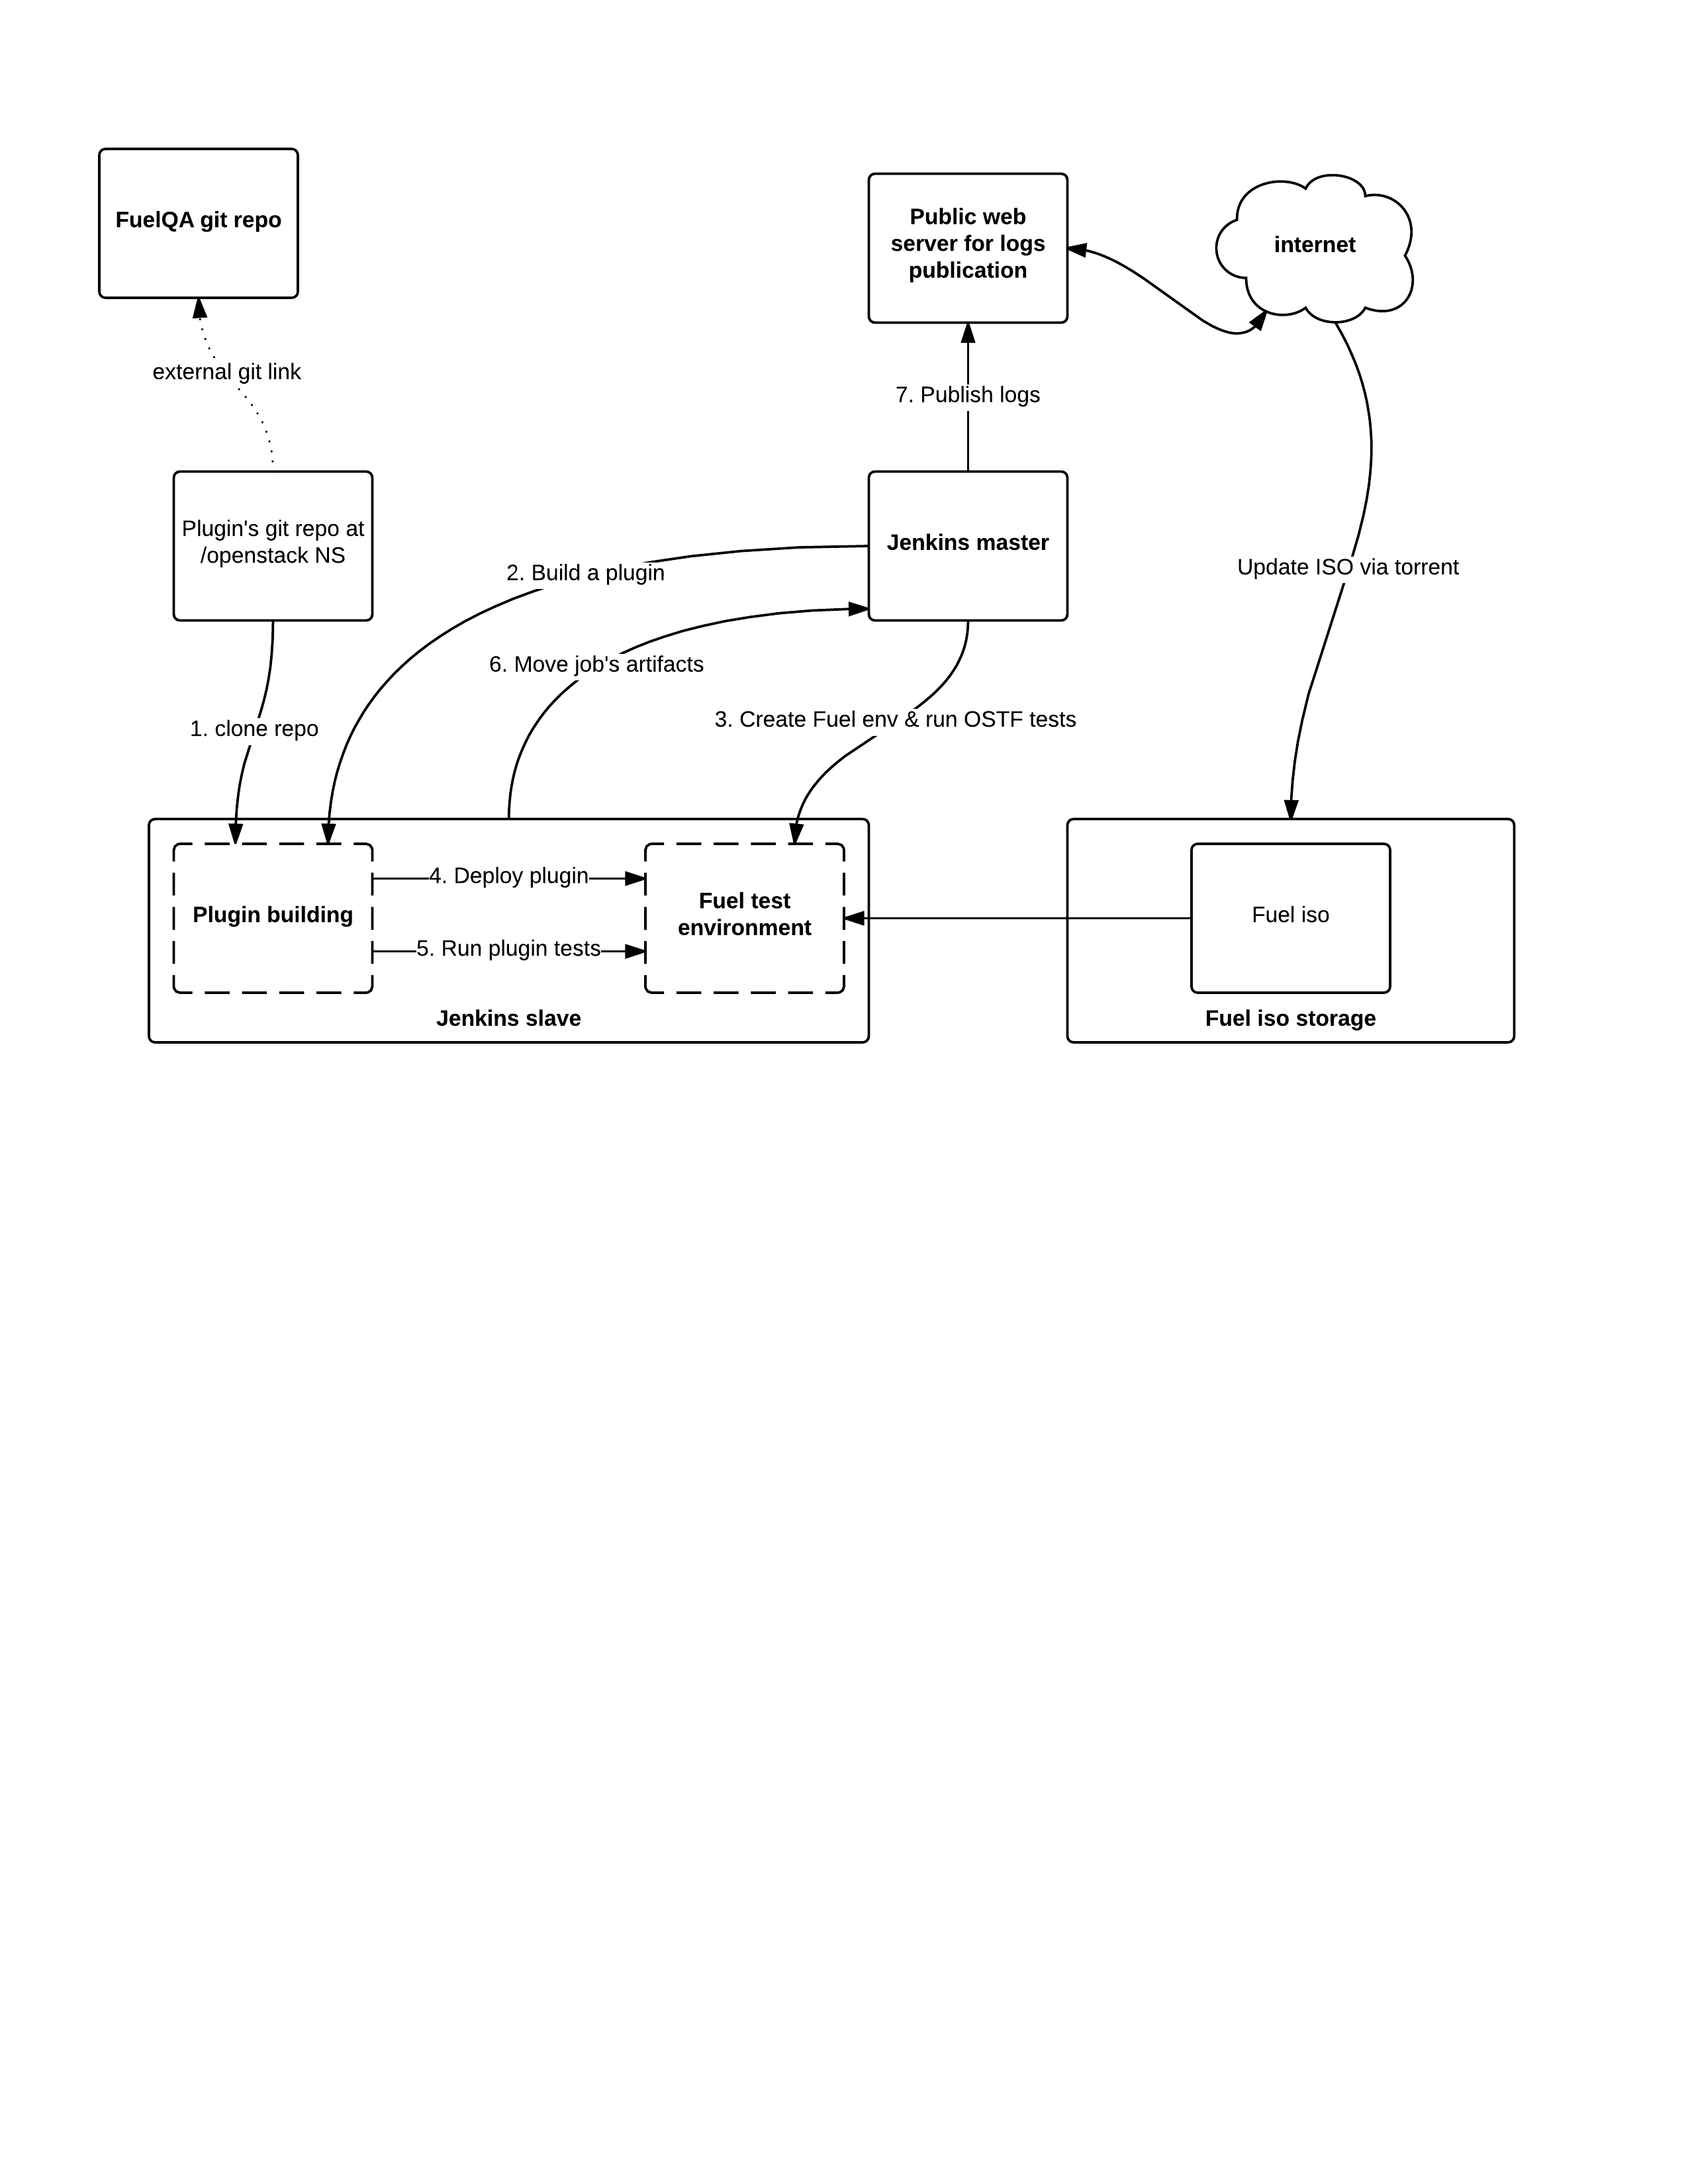 FuelQA git repo
Public web
server for logs
publication
internet
external git link
7. Publish logs
Plugin's git repo at
/openstack NS
Jenkins master
2. Build a plugin
Update ISO via torrent
6. Move job's artifacts
3. Create Fuel env & run OSTF tests
1. clone repo
4. Deploy plugin
Plugin building
Fuel test
environment
Fuel iso
5. Run plugin tests
Jenkins slave
Fuel iso storage